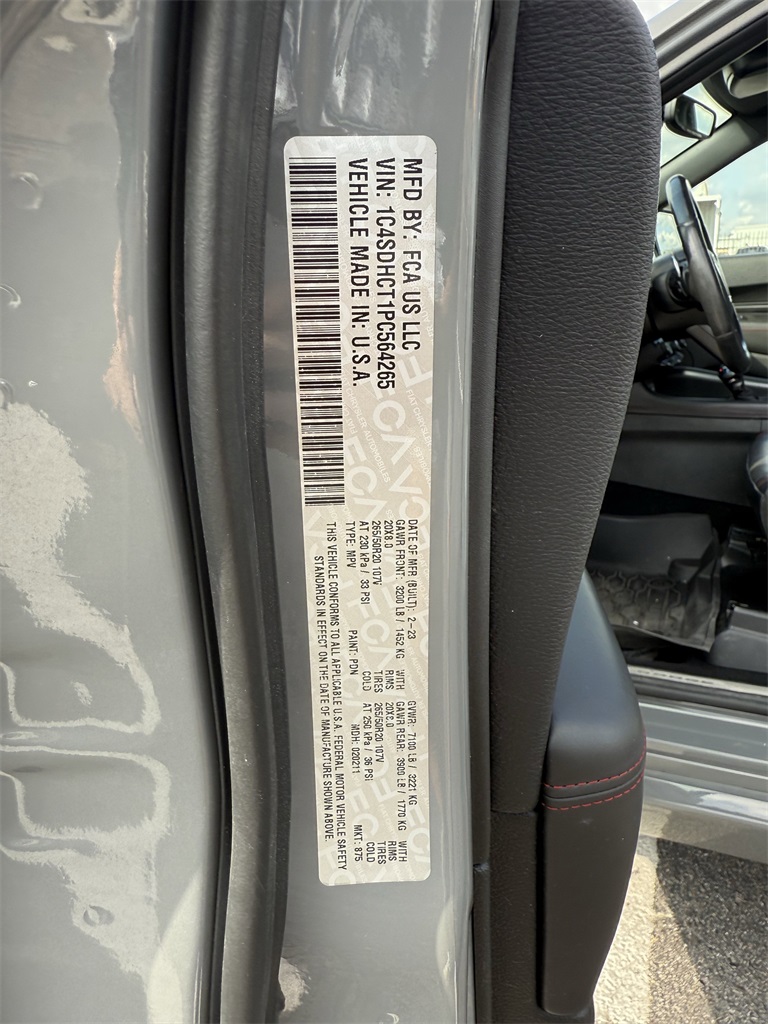 MFD BY: FCA US LLC
VIN: 1C4SDHCT1PC564265
VEHICLE MADE IN: U.S.A.
DATE OF MFR (BUILT): 2-23 GVWR: 7100 LB / 3221 KG
GAWR FRONT: 3200 LB / 1452 KG WITH GAWR REAR: 3900 LB / 1770 KG WITH
20X8.0 RIMS 20X8.0 RIMS
265/50R20 107V TIRES 265/50R20 107V TIRES
AT 230 kPa / 33 PSI COLD AT 250 kPa / 36 PSI COLD
TYPE: MPV PAINT: PDN MDH: 020211 MKT: 875
THIS VEHICLE CONFORMS TO ALL APPLICABLE U.S.A. FEDERAL MOTOR VEHICLE SAFETY
STANDARDS IN EFFECT ON THE DATE OF MANUFACTURE SHOWN ABOVE.